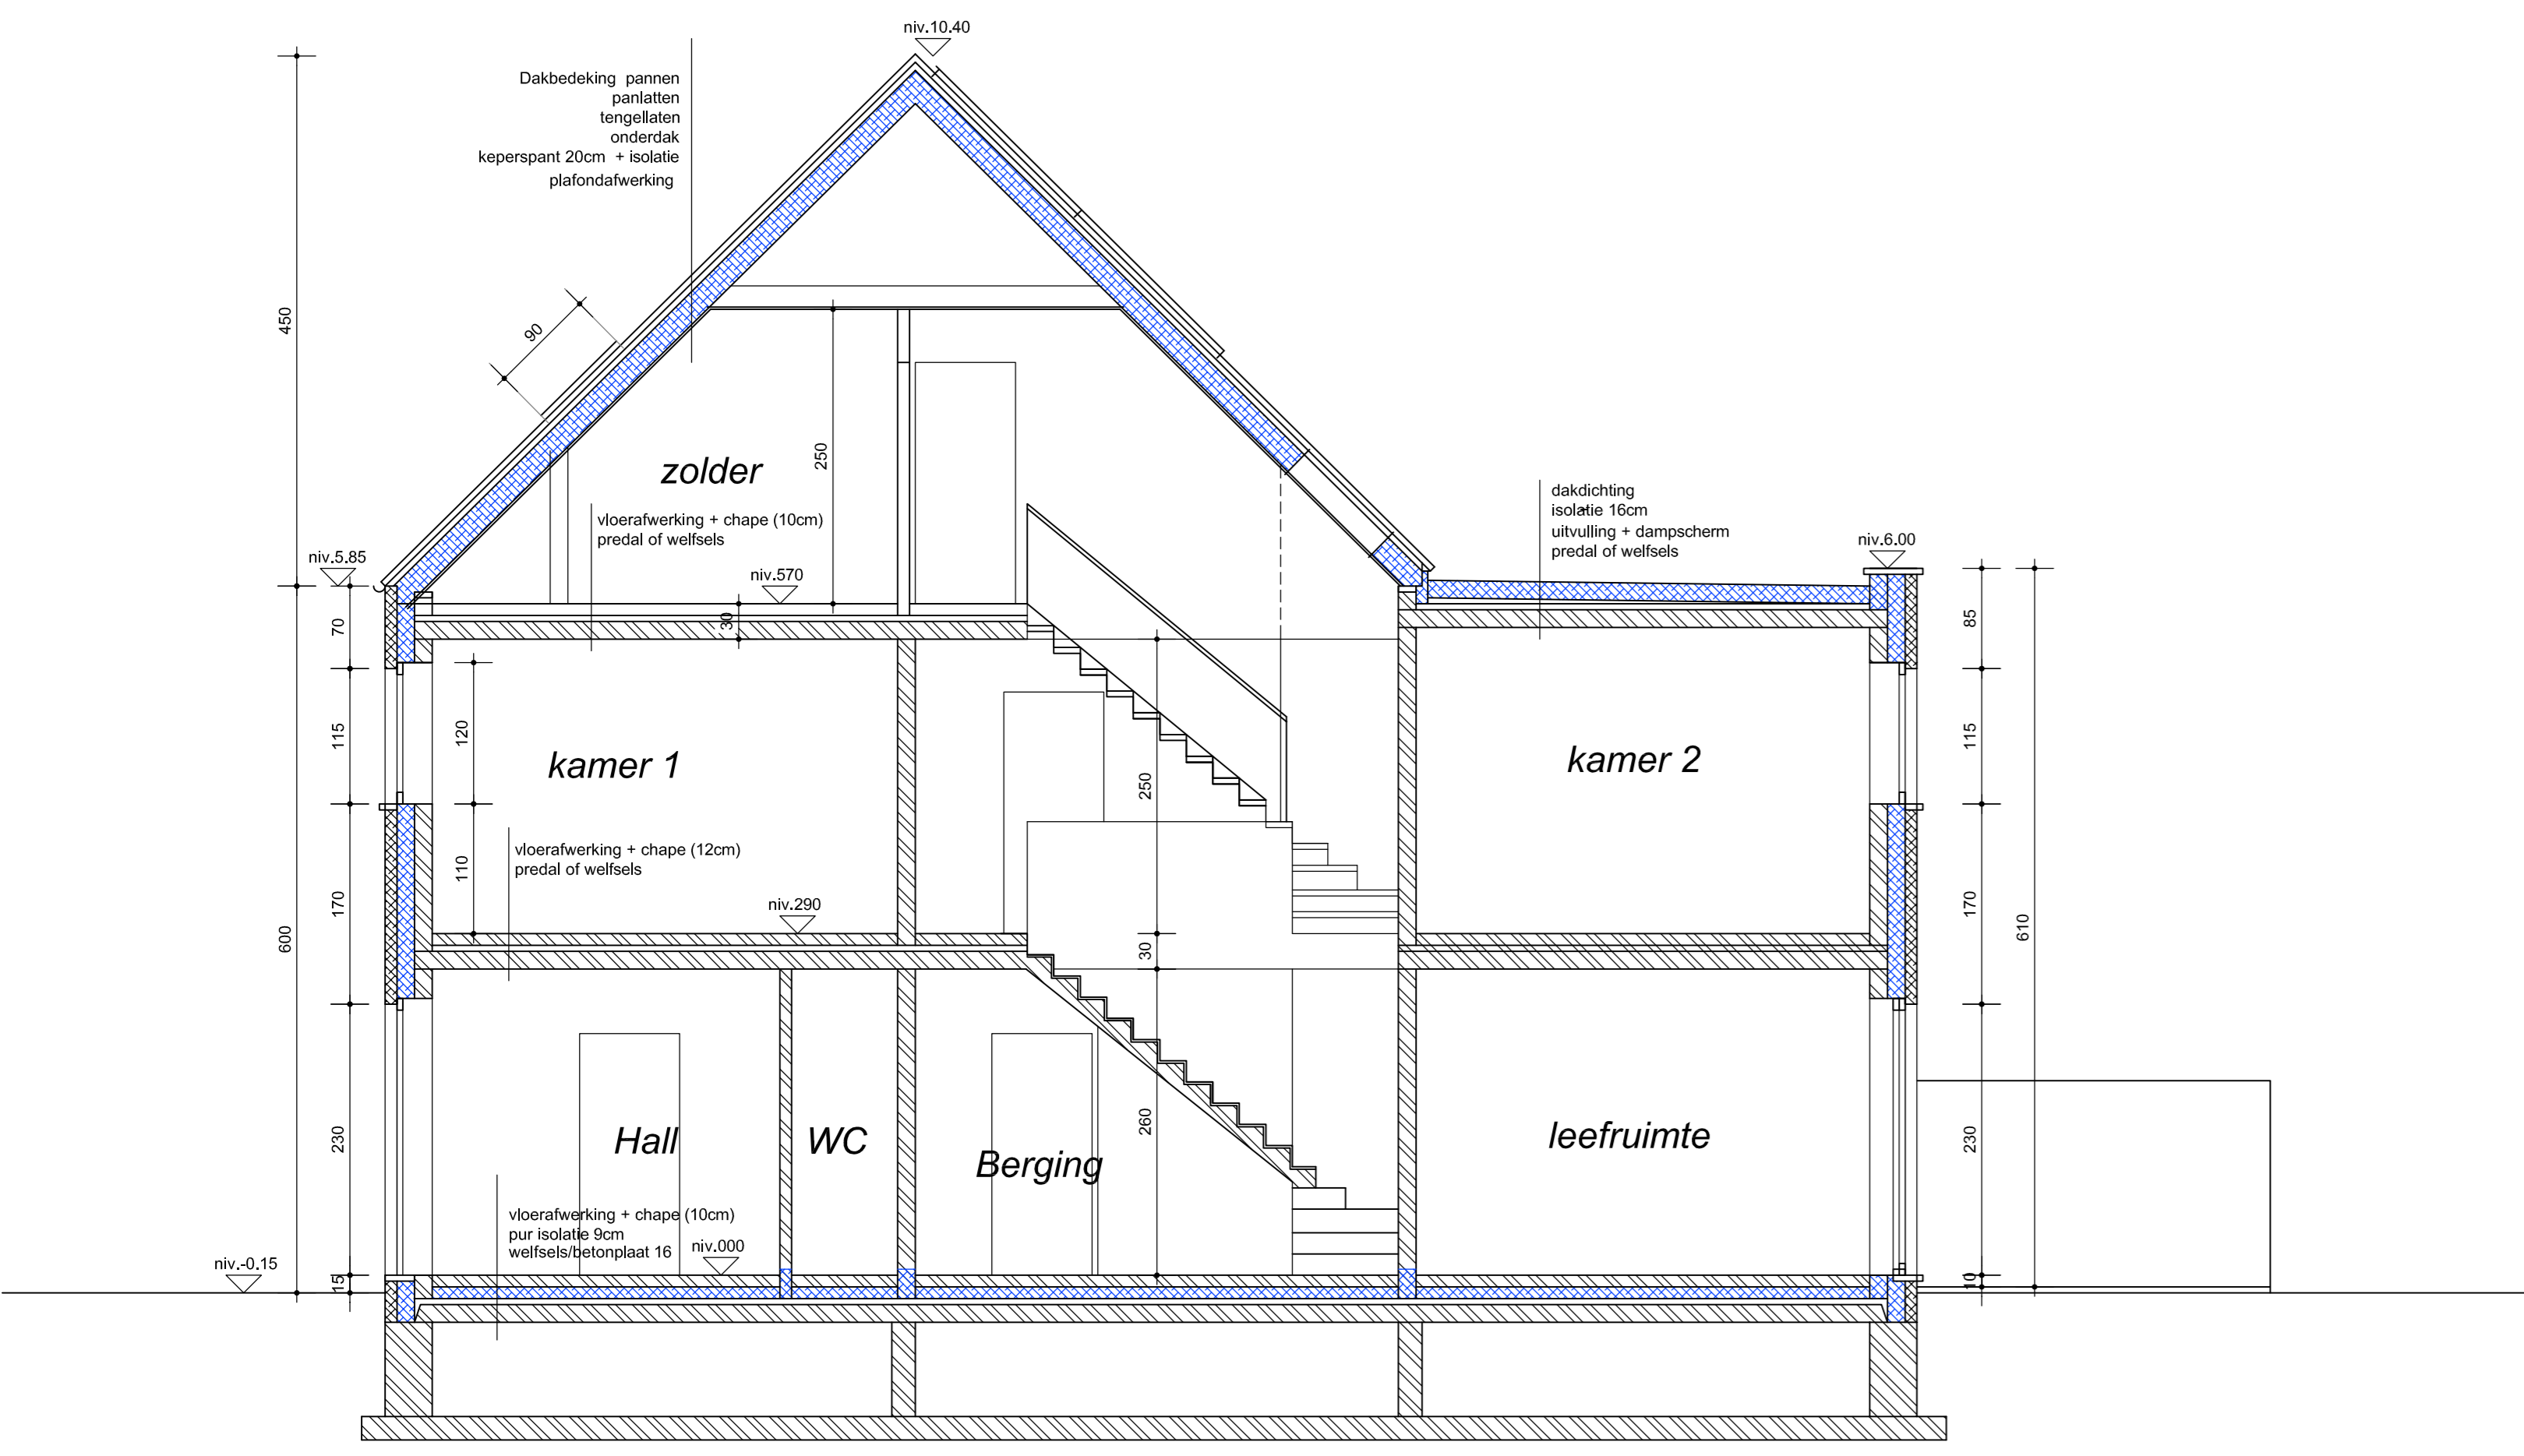 niv.10.40
Dakbedeking pannen
panlatten
tengellaten
onderdak
keperspant 20cm + isolatie
plafondafwerking
450
90
250
zolder
vloerafwerking + chape (10cm)
predal of welfsels
dakdichting
isolatie 16cm
uitvulling + dampscherm
predal of welfsels
niv.6.00
niv.5.85
niv.570
70
30
85
115
120
kamer 1
250
kamer 2
115
vloerafwerking + chape (12cm)
predal of welfsels
110
170
niv.290
600
30
170
610
230
Hall
WC
Berging
260
leefruimte
230
vloerafwerking + chape (10cm)
pur isolatie 9cm
welfsels/betonplaat 16
niv.000
niv.-0.15
15
10